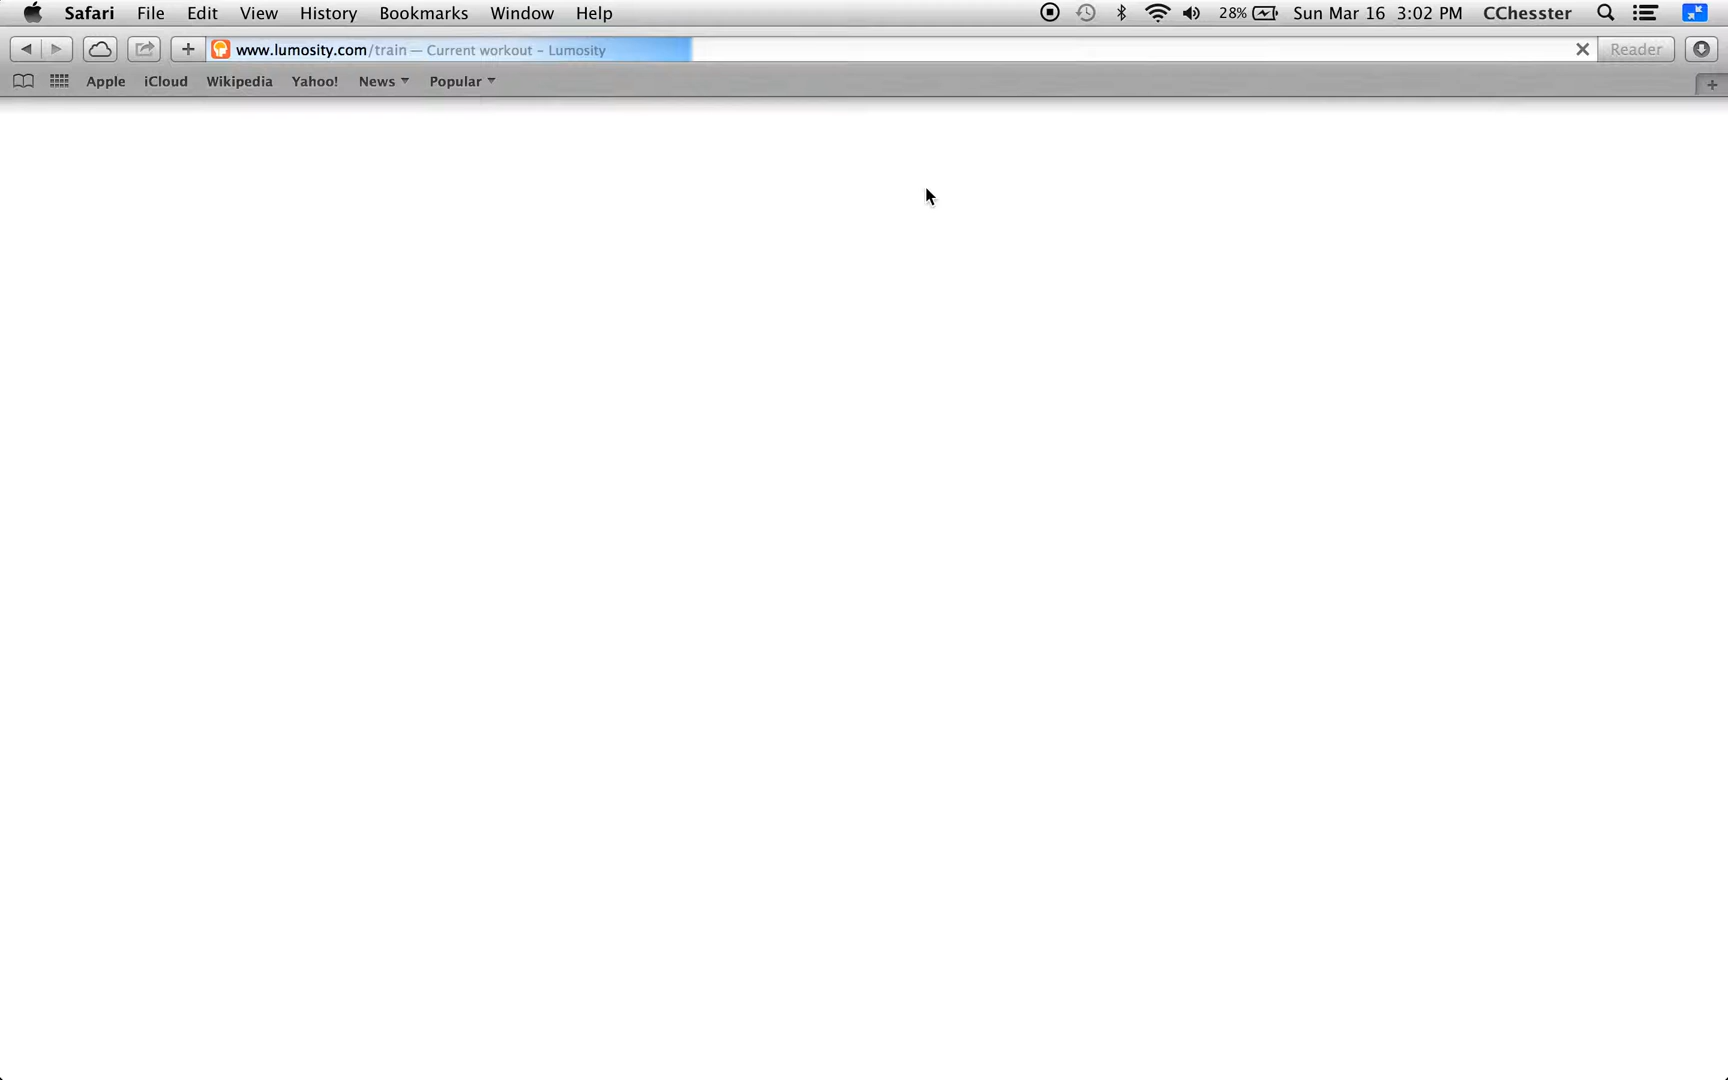 Safari File Edit View History Bookmarks Window Help 28% Sun Mar 16 3:02 PM CChesster
www.lumosity.com/train — Current workout – Lumosity Reader
Apple iCloud Wikipedia Yahoo! News Popular